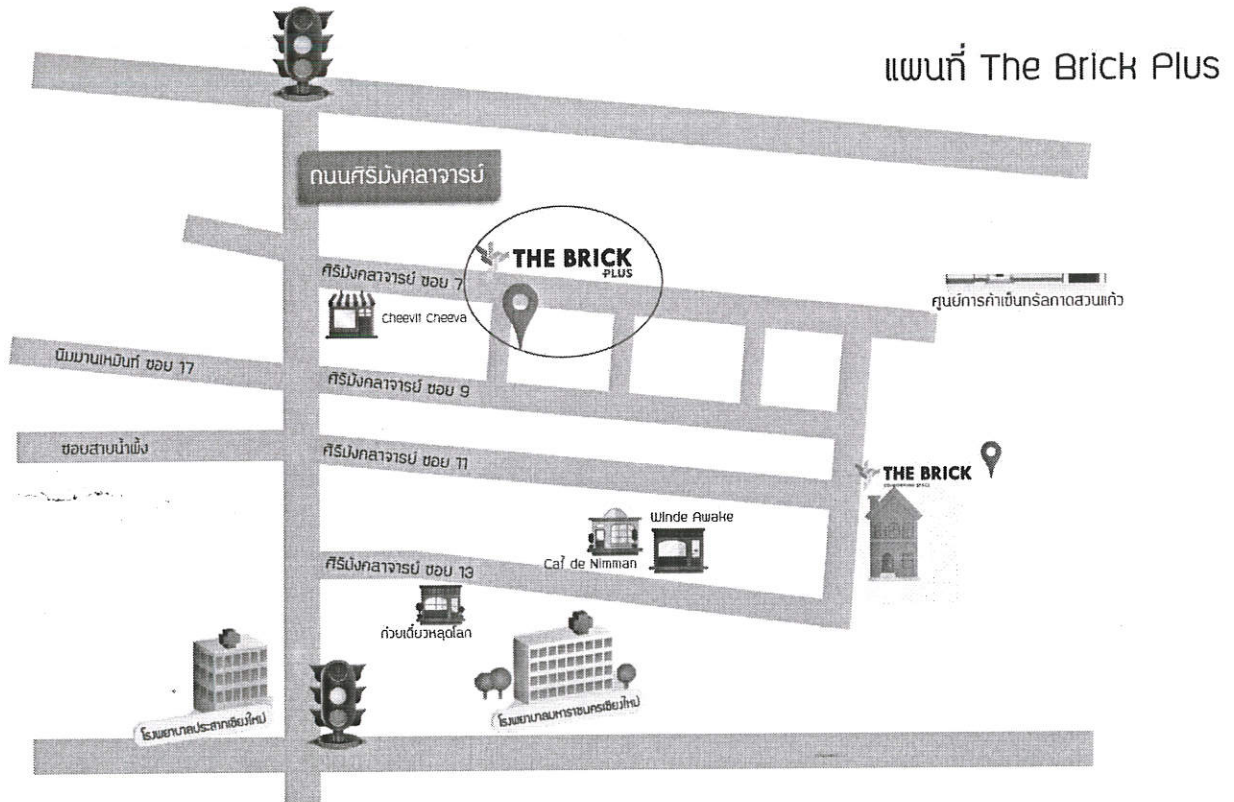 แผนที่ The Brick Plus
ถนนศิริมังคลาจารย์
THE BRICK
PLUS
ศิริมังคลาจารย์ ซอย 7
ศูนย์การค้าเซ็นทรัลกาดสวนแก้ว
Cheevit Cheeva
นิมมานเหมินท์ ซอย 17
ศิริมังคลาจารย์ ซอย 9
ซอยสายน้ำผึ้ง
ศิริมังคลาจารย์ ซอย 11
THE BRICK
Winde Awake
Caf de Nimman
ศิริมังคลาจารย์ ซอย 13
ก๋วยเตี๋ยวหลุดโลก
โรงพยาบาลประสาทเชียงใหม่
โรงพยาบาลมหาราชนครเชียงใหม่